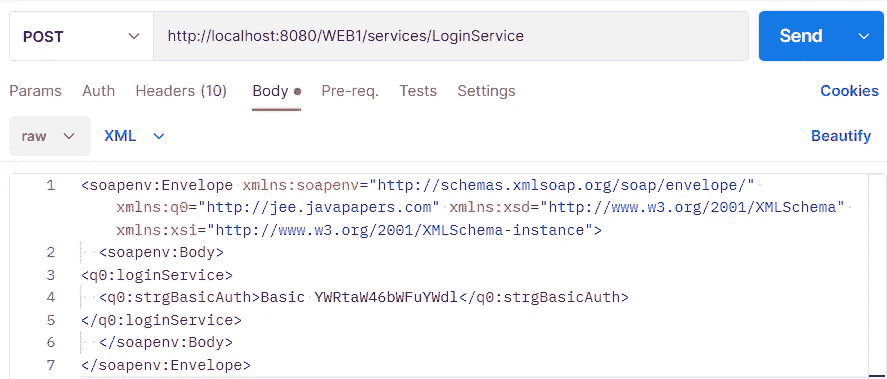 POST http://localhost:8080/WEB1/services/LoginService Send
Params Auth Headers (10) Body Pre-req. Tests Settings Cookies
raw XML Beautify
1 <soapenv:Envelope xmlns:soapenv="http://schemas.xmlsoap.org/soap/envelope/"
xmlns:q0="http://jee.javapapers.com" xmlns:xsd="http://www.w3.org/2001/XMLSchema"
xmlns:xsi="http://www.w3.org/2001/XMLSchema-instance">
2 <soapenv:Body>
3 <q0:loginService>
4 <q0:strgBasicAuth>Basic YWRtaW46bWFuYWdl</q0:strgBasicAuth>
5 </q0:loginService>
6 </soapenv:Body>
7 </soapenv:Envelope>